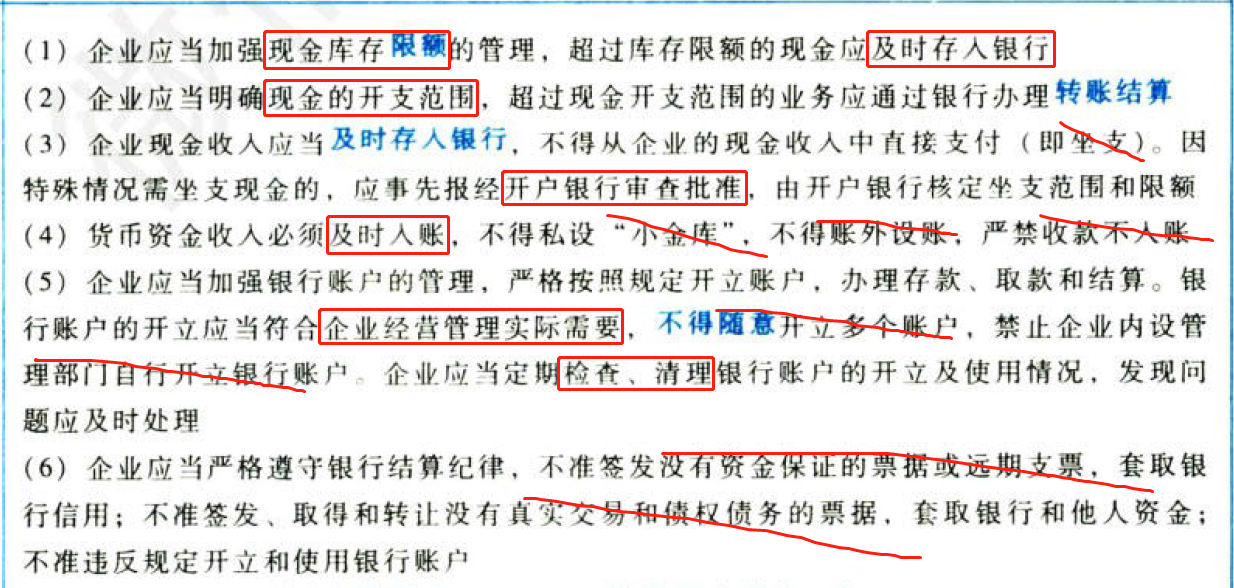 (1) 企业应当加强现金库存限额的管理，超过库存限额的现金应及时存入银行
(2) 企业应当明确现金的开支范围，超过现金开支范围的业务应通过银行办理转账结算
(3) 企业现金收入应当及时存入银行，不得从企业的现金收入中直接支付（即坐支）。因
特殊情况需坐支现金的，应事先报经开户银行审查批准，由开户银行核定坐支范围和限额
(4) 货币资金收入必须及时入账，不得私设“小金库”，不得账外设账，严禁收款不入账
(5) 企业应当加强银行账户的管理，严格按照规定开立账户，办理存款、取款和结算。银
行账户的开立应当符合企业经营管理实际需要，不得随意开立多个账户，禁止企业内设管
理部门自行开立银行账户。企业应当定期检查、清理银行账户的开立及使用情况，发现问
题应及时处理
(6) 企业应当严格遵守银行结算纪律，不准签发没有资金保证的票据或远期支票，套取银
行信用；不准签发、取得和转让没有真实交易和债权债务的票据，套取银行和他人资金；
不准违反规定开立和使用银行账户